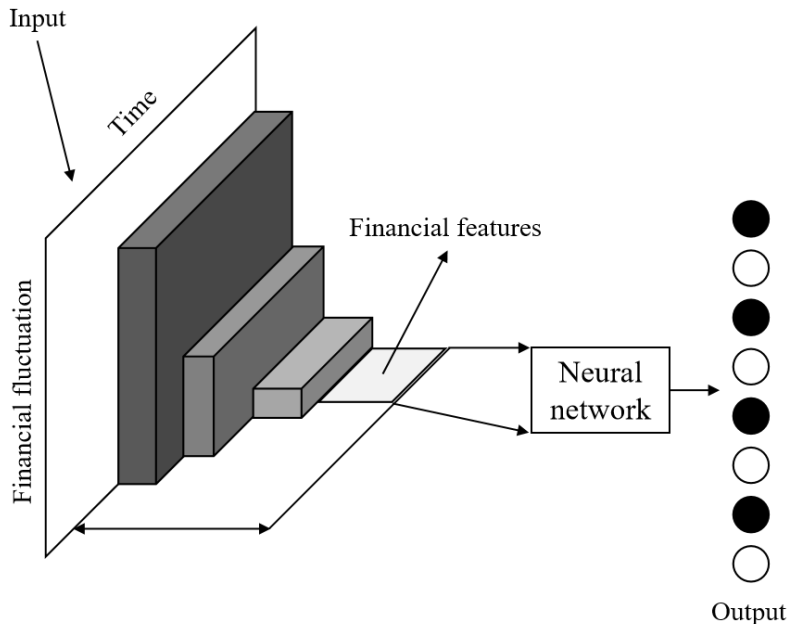 Input
Time
Financial fluctuation
Financial features
Neural
network
Output